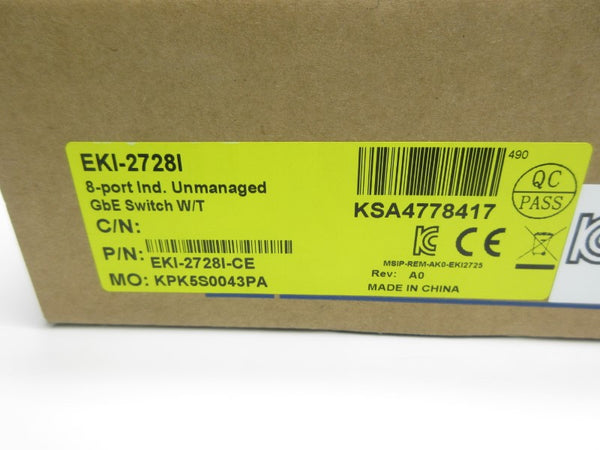 EKI-2728I
8-port Ind. Unmanaged
GbE Switch W/T
C/N:
P/N:
EKI-2728I-CE
MO: KPK5S0043PA
490
KSA4778417
QC
PASS
CE
MSIP-REM-AK0-EKI2725
Rev: A0
MADE IN CHINA